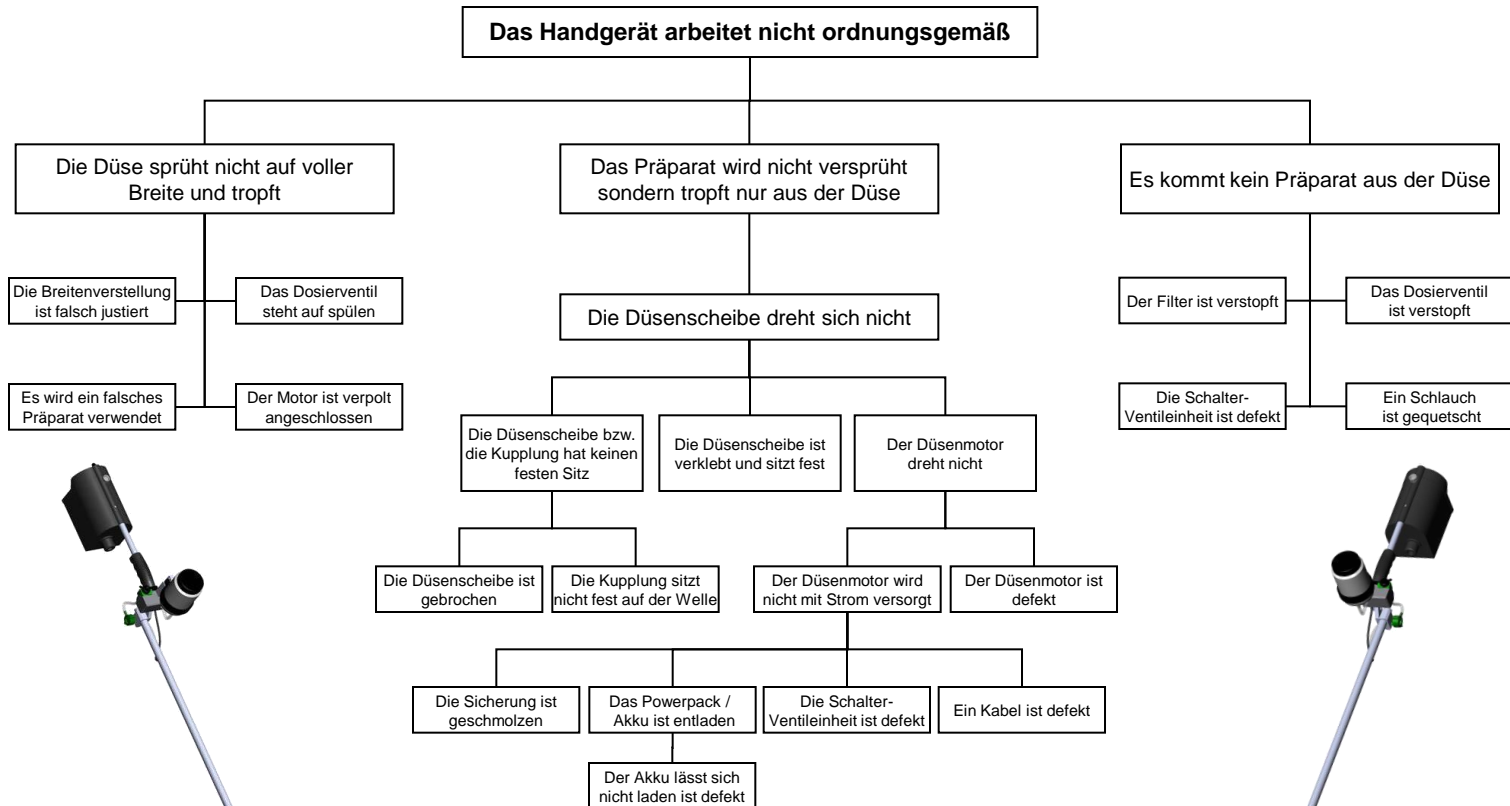 Das Handgerät arbeitet nicht ordnungsgemäß
Die Düse sprüht nicht auf voller
Breite und tropft
Das Präparat wird nicht versprüht
sondern tropft nur aus der Düse
Es kommt kein Präparat aus der Düse
Die Breitenverstellung
ist falsch justiert
Das Dosierventil
steht auf spülen
Es wird ein falsches
Präparat verwendet
Der Motor ist verpolt
angeschlossen
Die Düsenscheibe dreht sich nicht
Der Filter ist verstopft
Das Dosierventil
ist verstopft
Die Schalter-
Ventileinheit ist defekt
Ein Schlauch
ist gequetscht
Die Düsenscheibe bzw.
die Kupplung hat keinen
festen Sitz
Die Düsenscheibe ist
verklebt und sitzt fest
Der Düsenmotor
dreht nicht
Die Düsenscheibe ist
gebrochen
Die Kupplung sitzt
nicht fest auf der Welle
Der Düsenmotor wird
nicht mit Strom versorgt
Der Düsenmotor ist
defekt
Die Sicherung ist
geschmolzen
Das Powerpack /
Akku ist entladen
Die Schalter-
Ventileinheit ist defekt
Ein Kabel ist defekt
Der Akku lässt sich
nicht laden ist defekt